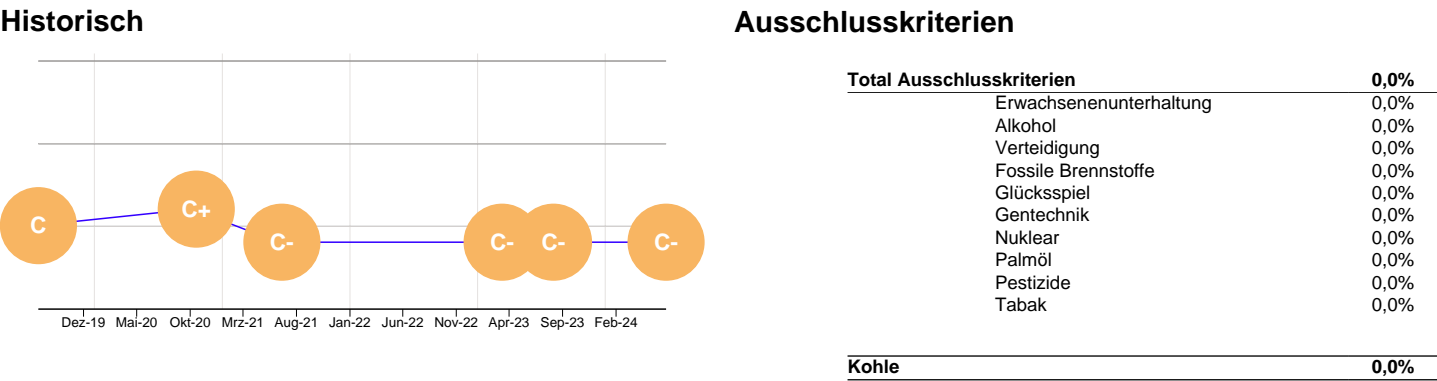 Historisch
C
C+
C-
C-
C-
C-
Dez-19 Mai-20 Okt-20 Mrz-21 Aug-21 Jan-22 Jun-22 Nov-22 Apr-23 Sep-23 Feb-24
Ausschlusskriterien
Total Ausschlusskriterien 0,0%
Erwachsenenunterhaltung 0,0%
Alkohol 0,0%
Verteidigung 0,0%
Fossile Brennstoffe 0,0%
Glücksspiel 0,0%
Gentechnik 0,0%
Nuklear 0,0%
Palmöl 0,0%
Pestizide 0,0%
Tabak 0,0%
Kohle 0,0%